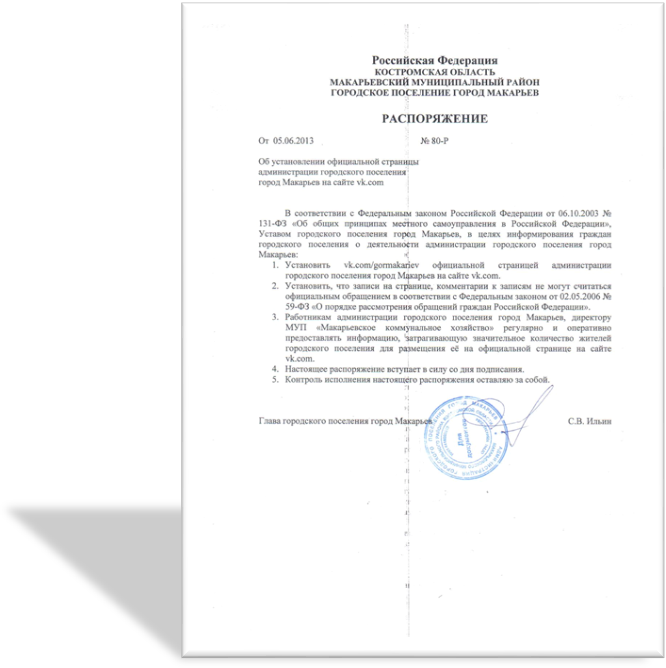 Российская Федерация
КОСТРОМСКАЯ ОБЛАСТЬ
МАКАРЬЕВСКИЙ МУНИЦИПАЛЬНЫЙ РАЙОН
ГОРОДСКОЕ ПОСЕЛЕНИЕ ГОРОД МАКАРЬЕВ
РАСПОРЯЖЕНИЕ
От 05.06.2013 № 80-Р
Об установлении официальной страницы
администрации городского поселения
город Макарьев на сайте vk.com
В соответствии с Федеральным законом Российской Федерации от 06.10.2003 №
131-ФЗ «Об общих принципах местного самоуправления в Российской Федерации»,
Уставом городского поселения город Макарьев, в целях информирования граждан
городского поселения о деятельности администрации городского поселения город
Макарьев:
1. Установить vk.com/gormakariev официальной страницей администрации
городского поселения город Макарьев на сайте vk.com.
2. Установить, что записи на странице, комментарии к записям не могут считаться
официальным обращением в соответствии с Федеральным законом от 02.05.2006 №
59-ФЗ «О порядке рассмотрения обращений граждан Российской Федерации».
3. Работникам администрации городского поселения город Макарьев, директору
МУП «Макарьевское коммунальное хозяйство» регулярно и оперативно
предоставлять информацию, затрагивающую значительное количество жителей
городского поселения для размещения её на официальной странице на сайте
vk.com.
4. Настоящее распоряжение вступает в силу со дня подписания.
5. Контроль исполнения настоящего распоряжения оставляю за собой.
Глава городского поселения город Макарьев С.В. Ильин
Для
документов